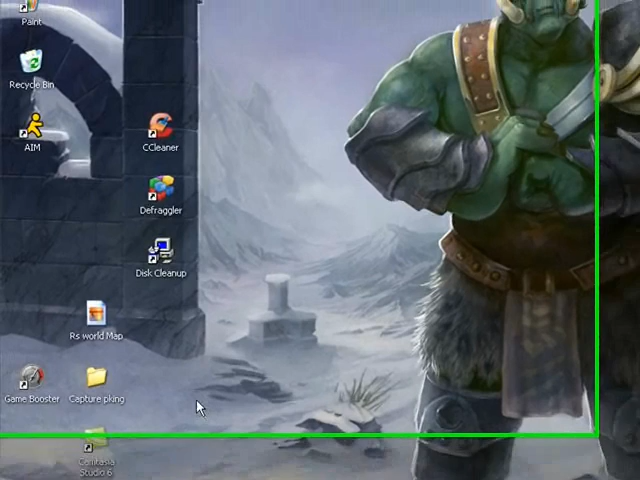 Paint
Recycle Bin
AIM
CCleaner
Defraggler
Disk Cleanup
Rs world Map
Game Booster
Capture pking
Camtasia
Studio 6